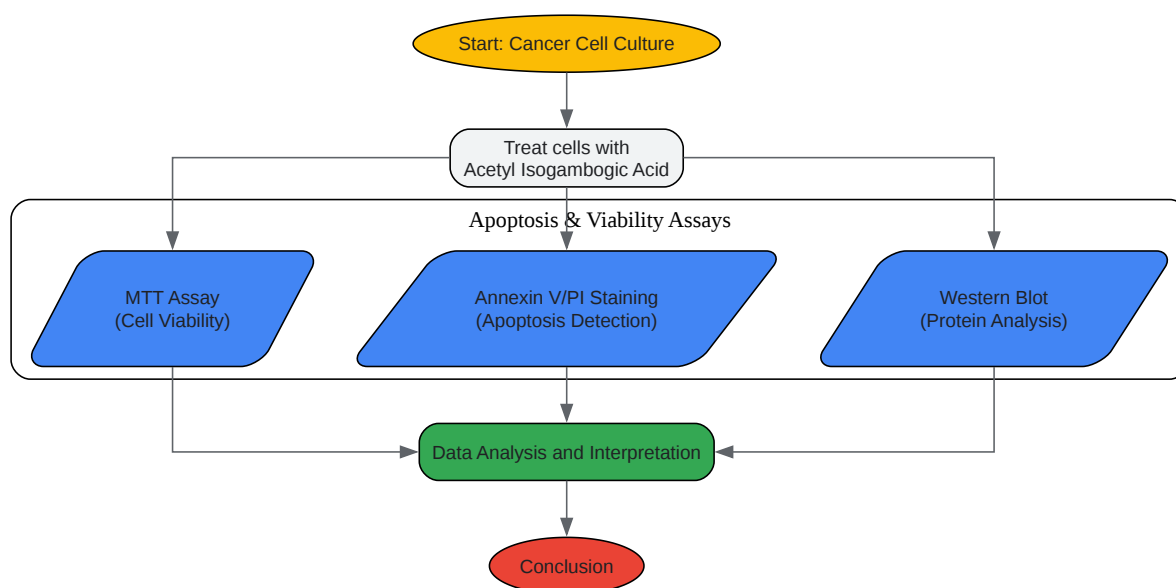 Start: Cancer Cell Culture
Treat cells with
Acetyl Isogambogic Acid
Apoptosis & Viability Assays
MTT Assay
(Cell Viability)
Annexin V/PI Staining
(Apoptosis Detection)
Western Blot
(Protein Analysis)
Data Analysis and Interpretation
Conclusion